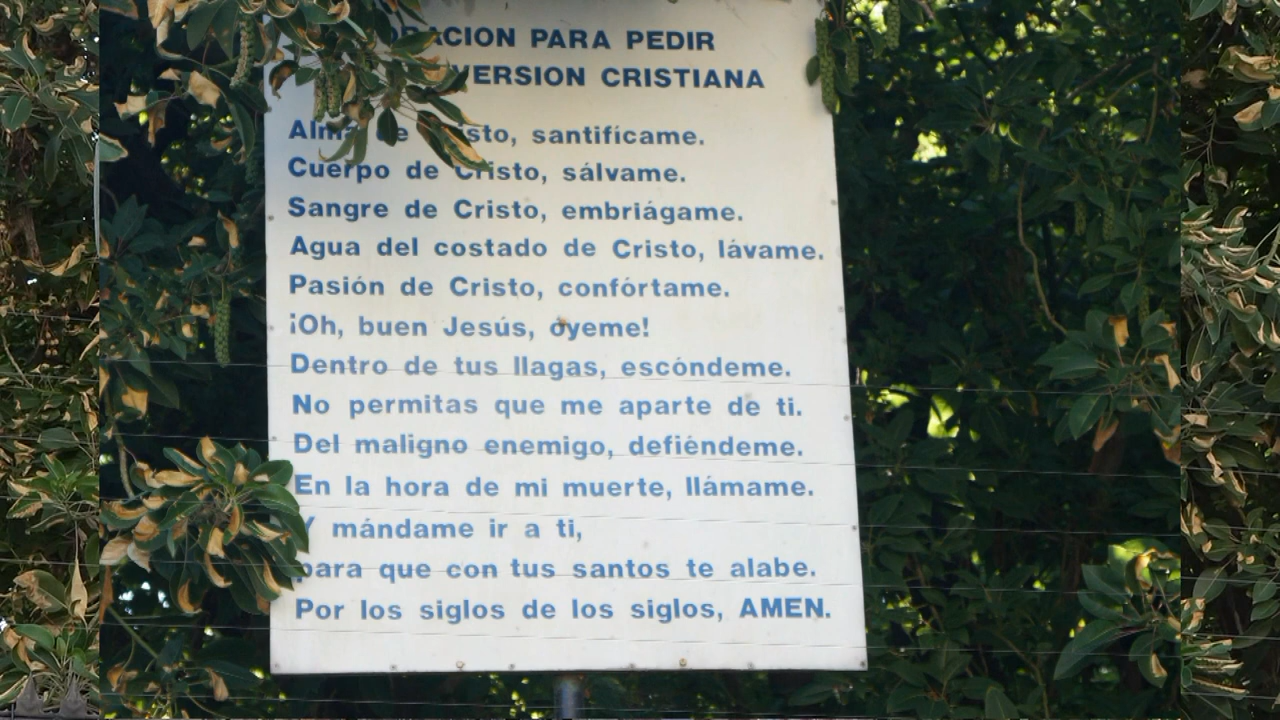 ORACION PARA PEDIR
VERSION CRISTIANA
Alma de Cristo, santifícame.
Cuerpo de Cristo, sálvame.
Sangre de Cristo, embriágame.
Agua del costado de Cristo, lávame.
Pasión de Cristo, confórtame.
¡Oh, buen Jesús, óyeme!
Dentro de tus llagas, escóndeme.
No permitas que me aparte de ti.
Del maligno enemigo, defiéndeme.
En la hora de mi muerte, llámame.
Y mándame ir a ti,
para que con tus santos te alabe.
Por los siglos de los siglos, AMEN.